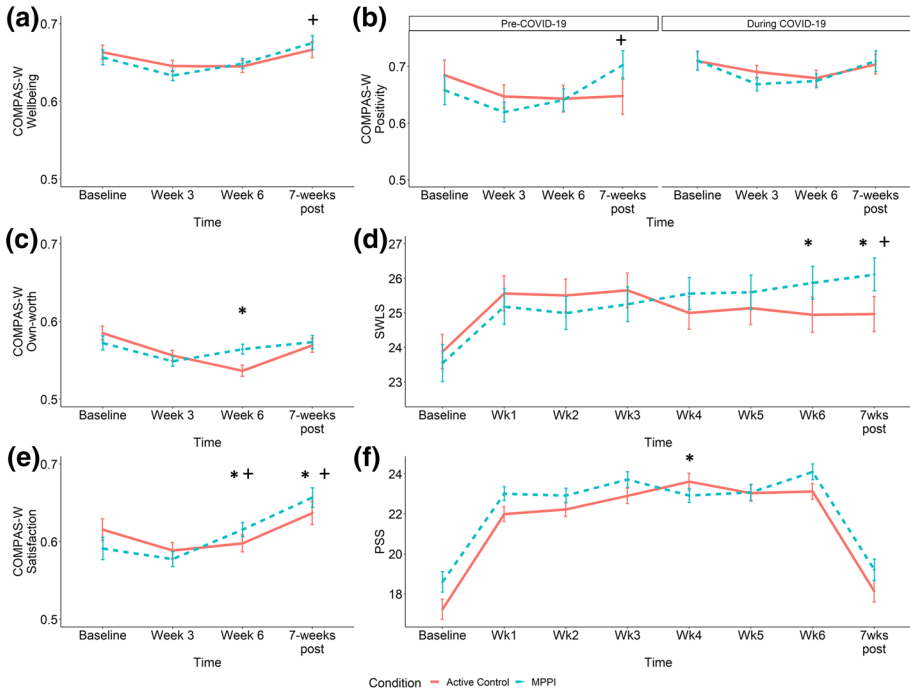 (a)
COMPAS-W
Wellbeing
0.7
0.6
0.5
+
Baseline Week 3 Week 6 7-weeks
post
Time
(b)
Pre-COVID-19 During COVID-19
COMPAS-W
Positivity
0.7
0.6
0.5
+
Baseline Week 3 Week 6 7-weeks
post
Baseline Week 3 Week 6 7-weeks
post
Time
(c)
COMPAS-W
Own-worth
0.7
0.6
0.5
*
Baseline Week 3 Week 6 7-weeks
post
Time
(d)
SWLS
27
26
25
24
23
* * +
Baseline Wk1 Wk2 Wk3 Wk4 Wk5 Wk6 7wks
post
Time
(e)
COMPAS-W
Satisfaction
0.7
0.6
0.5
* + * +
Baseline Week 3 Week 6 7-weeks
post
Time
(f)
PSS
24
22
20
18
*
Baseline Wk1 Wk2 Wk3 Wk4 Wk5 Wk6 7wks
post
Time
Condition Active Control MPPI